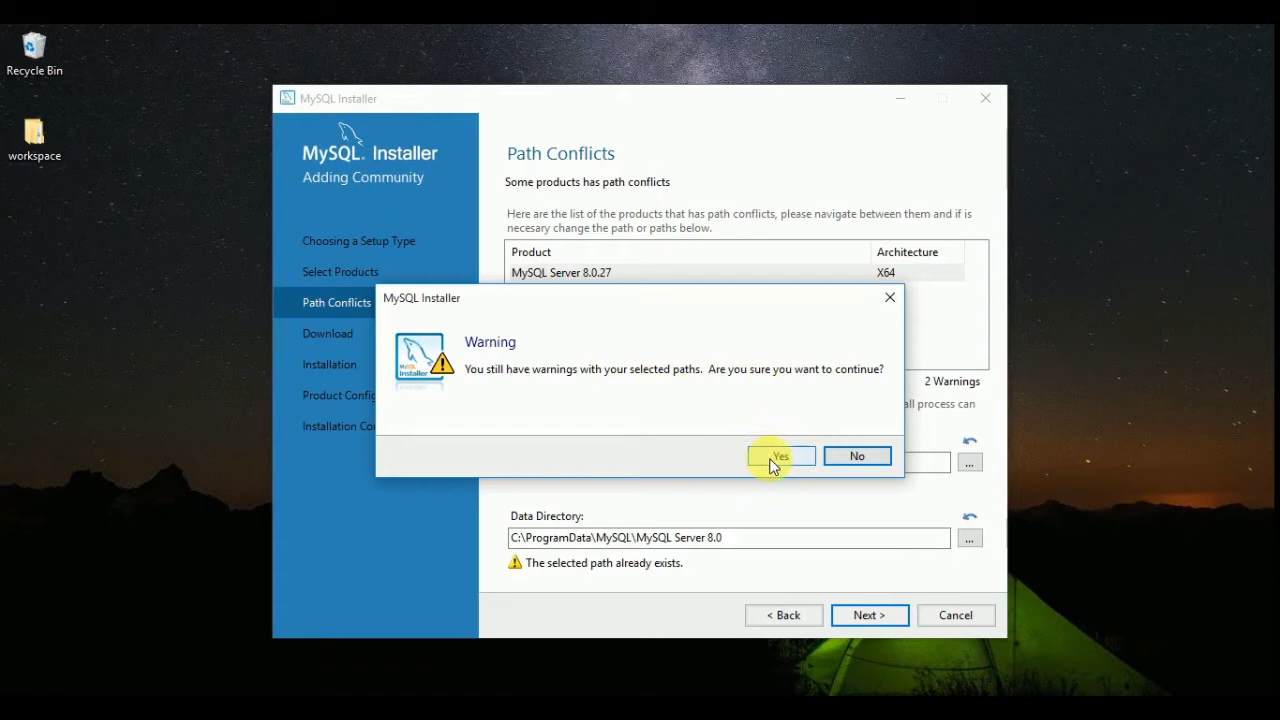 Recycle Bin
workspace
MySQL Installer
MySQL. Installer
Adding Community
Choosing a Setup Type
Select Products
Path Conflicts
Download
Installation
Product Config
Installation Co
Path Conflicts
Some products has path conflicts
Here are the list of the products that has path conflicts, please navigate between them and if is
necesary change the path or paths below.
Product Architecture
MySQL Server 8.0.27 X64
MySQL Installer
Warning
You still have warnings with your selected paths. Are you sure you want to continue?
Yes No
2 Warnings
all process can
...
Data Directory:
C:\ProgramData\MySQL\MySQL Server 8.0
...
The selected path already exists.
< Back Next > Cancel